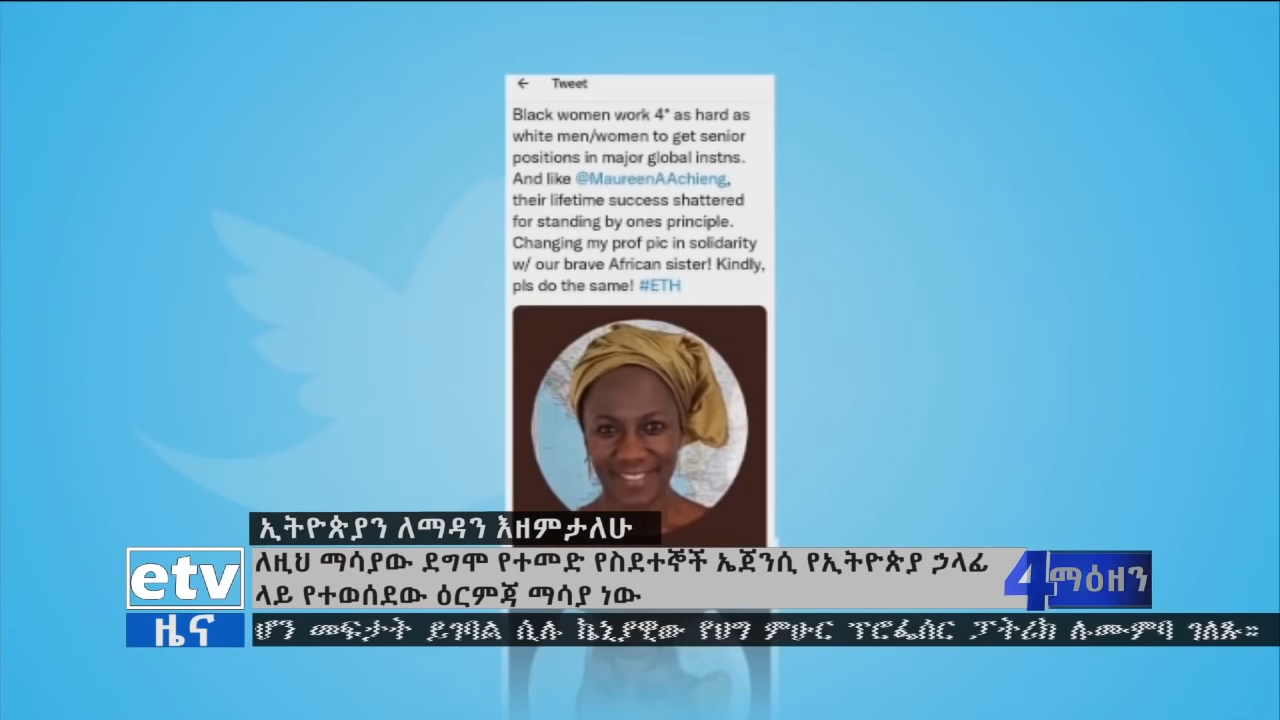 ← Tweet
Black women work 4* as hard as
white men/women to get senior
positions in major global instns.
And like @MaureenAAchieng,
their lifetime success shattered
for standing by ones principle.
Changing my prof pic in solidarity
w/ our brave African sister! Kindly,
pls do the same! #ETH
ኢትዮጵያን ለማዳን እዘምታለሁ
etv
ለዚህ ማሳያው ደግሞ የተመድ የስደተኞች ኤጀንሲ የኢትዮጵያ ኃላፊ
ላይ የተወሰደው ዕርምጃ ማሳያ ነው
4ማዕዘን
ዜና
ሆን መፍታት ይገባል ሲሉ ኬኒያዊው የህግ ምሁር ፕሮፌሰር ፓትሪክ ሉሙምባ ገለጹ።